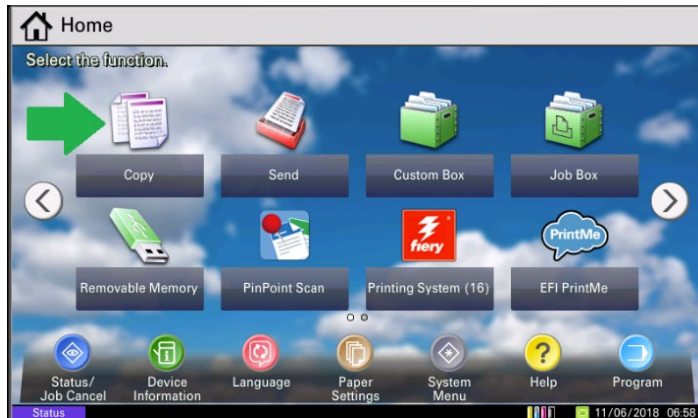 Home
Select the function.
Copy
Send
Custom Box
Job Box
fiery
PrintMe
Removable Memory
PinPoint Scan
Printing System (16)
EFI PrintMe
Status/
Job Cancel
Device
Information
Language
Paper
Settings
System
Menu
Help
Program
Status
11/06/2018 06:58